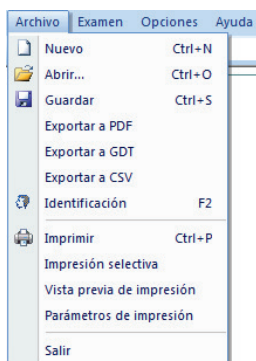 Archivo Examen Opciones Ayuda
Nuevo Ctrl+N
Abrir... Ctrl+O
Guardar Ctrl+S
Exportar a PDF
Exportar a GDT
Exportar a CSV
Identificación F2
Imprimir Ctrl+P
Impresión selectiva
Vista previa de impresión
Parámetros de impresión
Salir